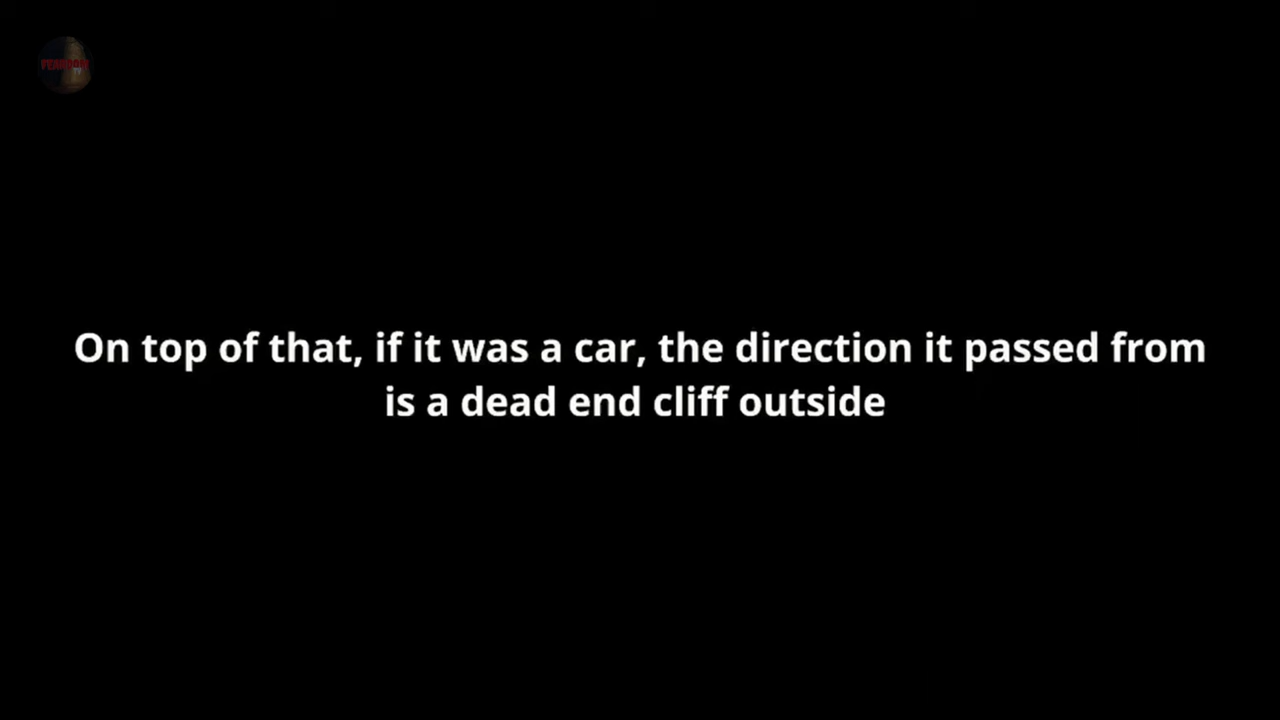 On top of that, if it was a car, the direction it passed from
is a dead end cliff outside